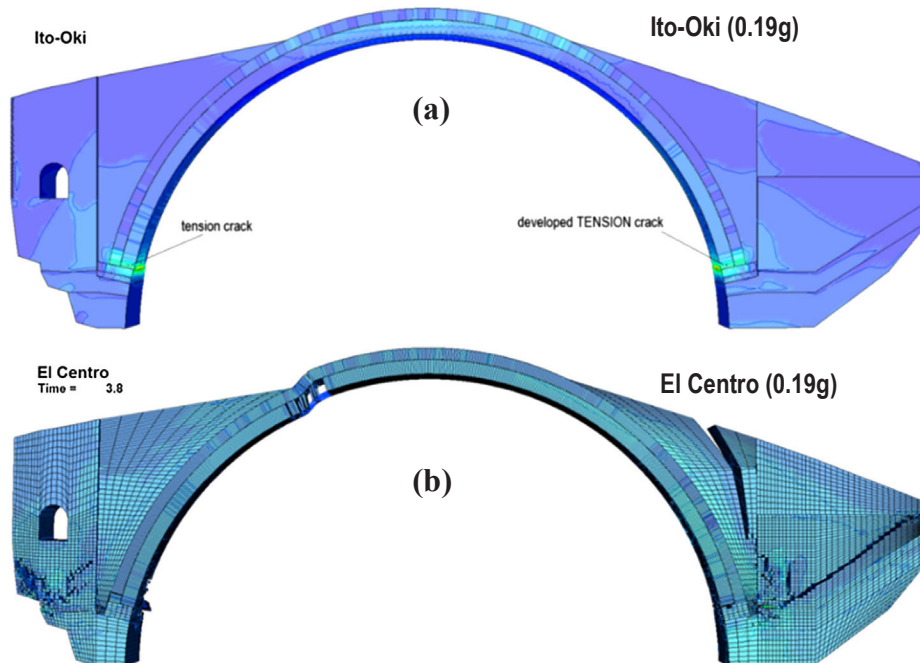 Ito-Oki
Ito-Oki (0.19g)
(a)
tension crack
developed TENSION crack
El Centro
Time = 3.8
El Centro (0.19g)
(b)